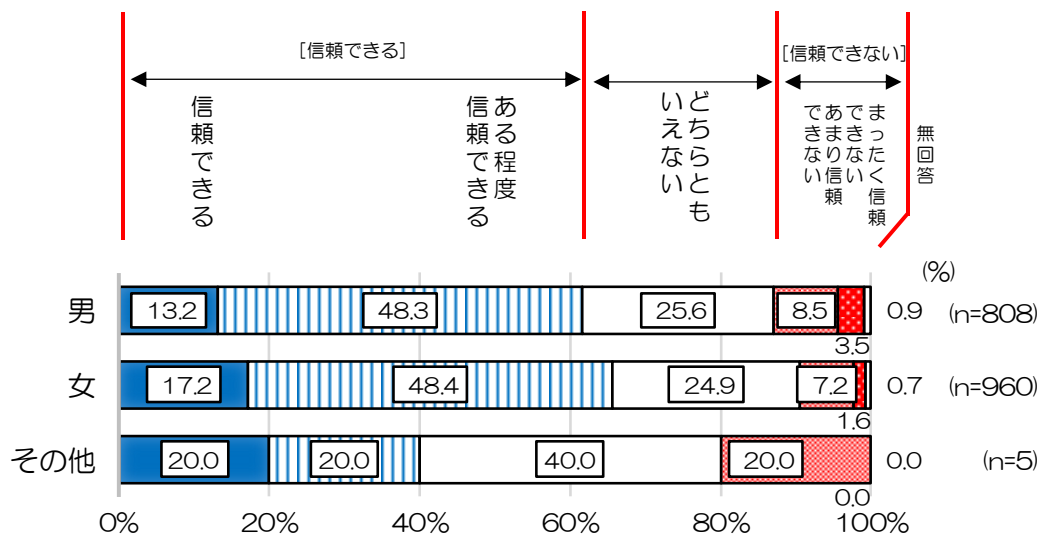 [信頼できる]
[信頼できない]
信頼できる
ある程度
信頼できる
どちらとも
いえない
あまり信頼
できない
まったく信頼
できない
無回答
(%)
男
13.2
48.3
25.6
8.5
3.5
0.9
(n=808)
女
17.2
48.4
24.9
7.2
1.6
0.7
(n=960)
その他
20.0
20.0
40.0
20.0
0.0
0.0
(n=5)
0%
20%
40%
60%
80%
100%